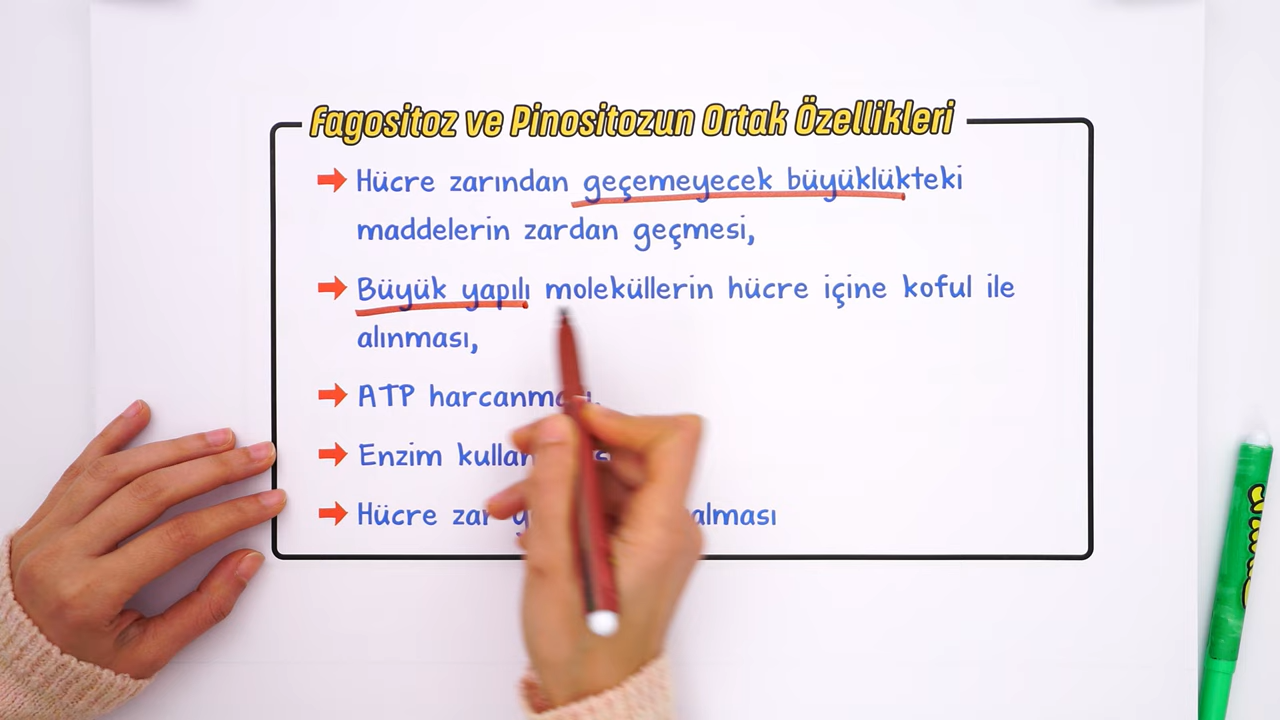 Fagositoz ve Pinositozun Ortak Özellikleri
Hücre zarından geçemeyecek büyüklükteki
maddelerin zardan geçmesi,
Büyük yapılı moleküllerin hücre içine koful ile
alınması,
ATP harcanması,
Enzim
Hücre